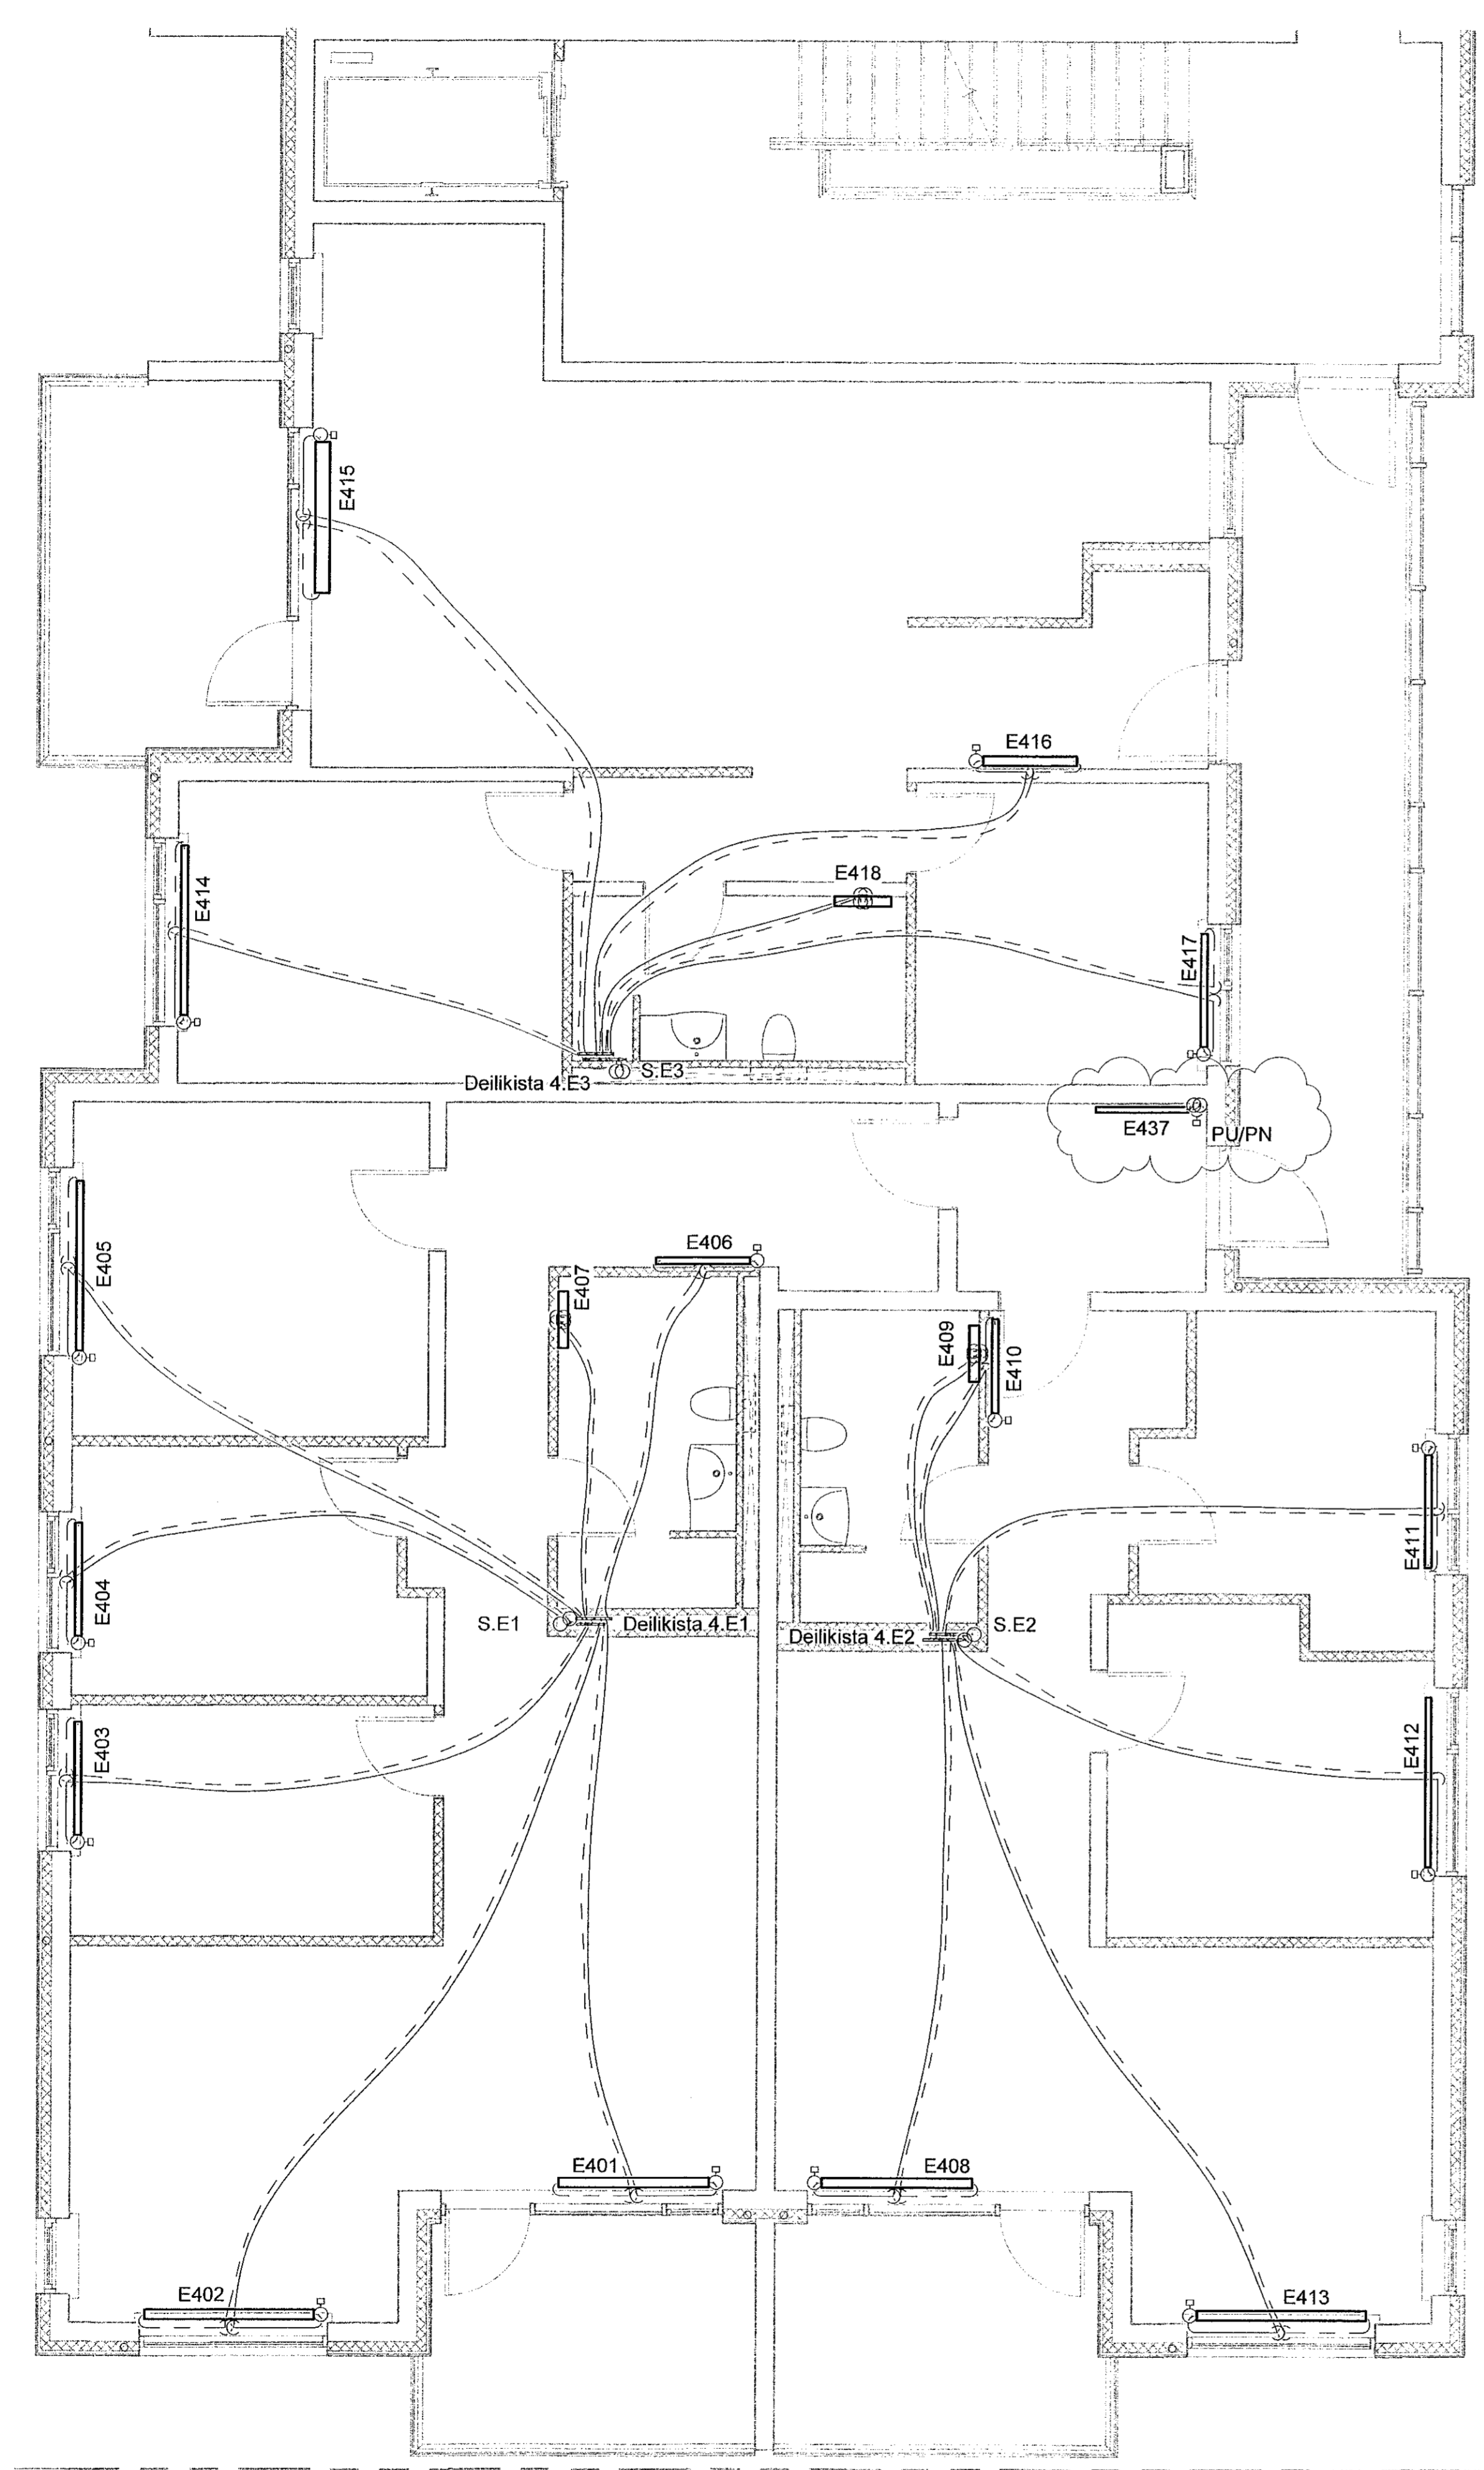 E415
E416
E418
E414
E417
S.E3
Deilikista 4.E3
E437
PU/PN
E406
E405
E407
E409
E410
E411
E404
S.E1
Deilikista 4.E1
Deilikista 4.E2
S.E2
E403
E412
E401
E408
E402
E413